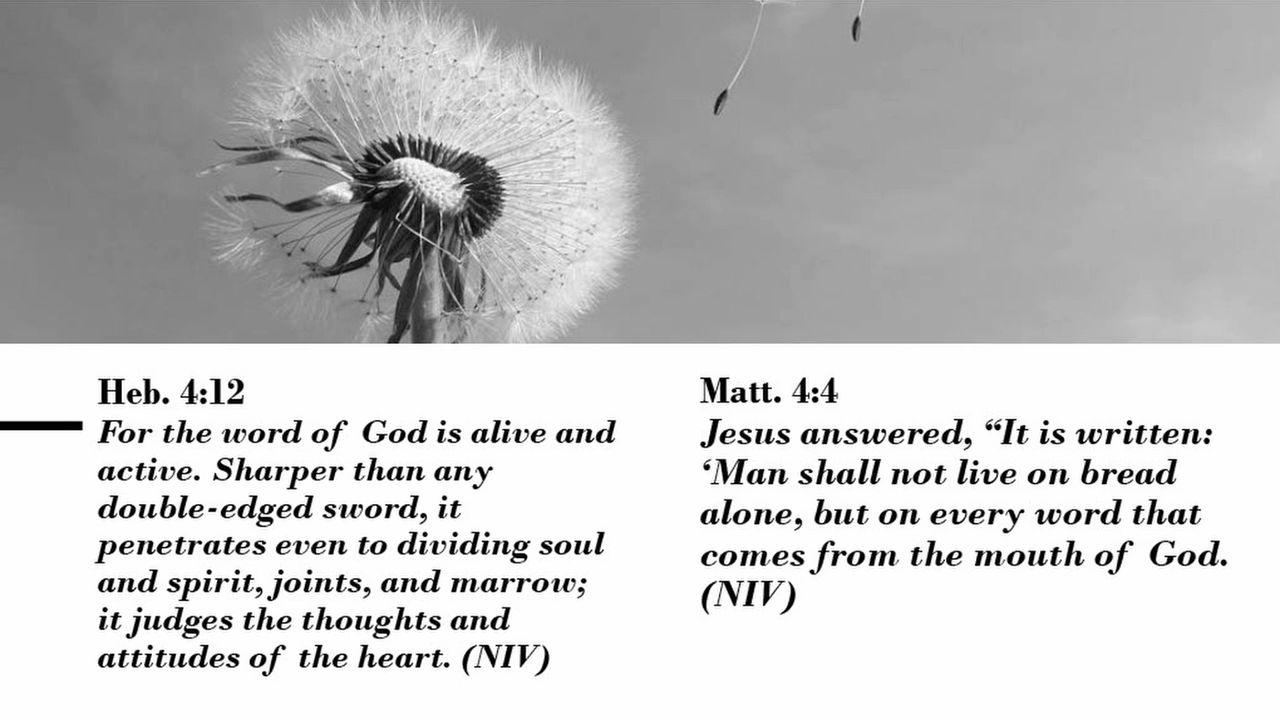 Heb. 4:12
For the word of God is alive and
active. Sharper than any
double-edged sword, it
penetrates even to dividing soul
and spirit, joints, and marrow;
it judges the thoughts and
attitudes of the heart. (NIV)
Matt. 4:4
Jesus answered, “It is written:
‘Man shall not live on bread
alone, but on every word that
comes from the mouth of God.
(NIV)